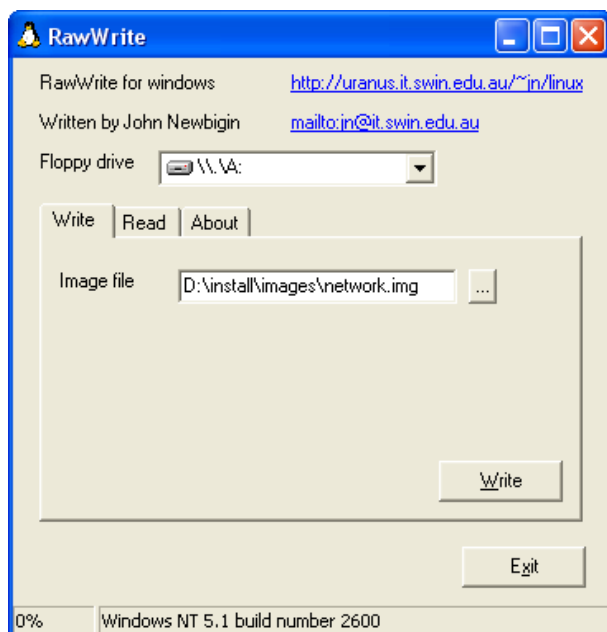 RawWrite
RawWrite for windows http://uranus.it.swin.edu.au/~jn/linux
Written by John Newbigin mailto:jn@it.swin.edu.au
Floppy drive \\.\A:
Write Read About
Image file D:\install\images\network.img ...
Write
Exit
0% Windows NT 5.1 build number 2600